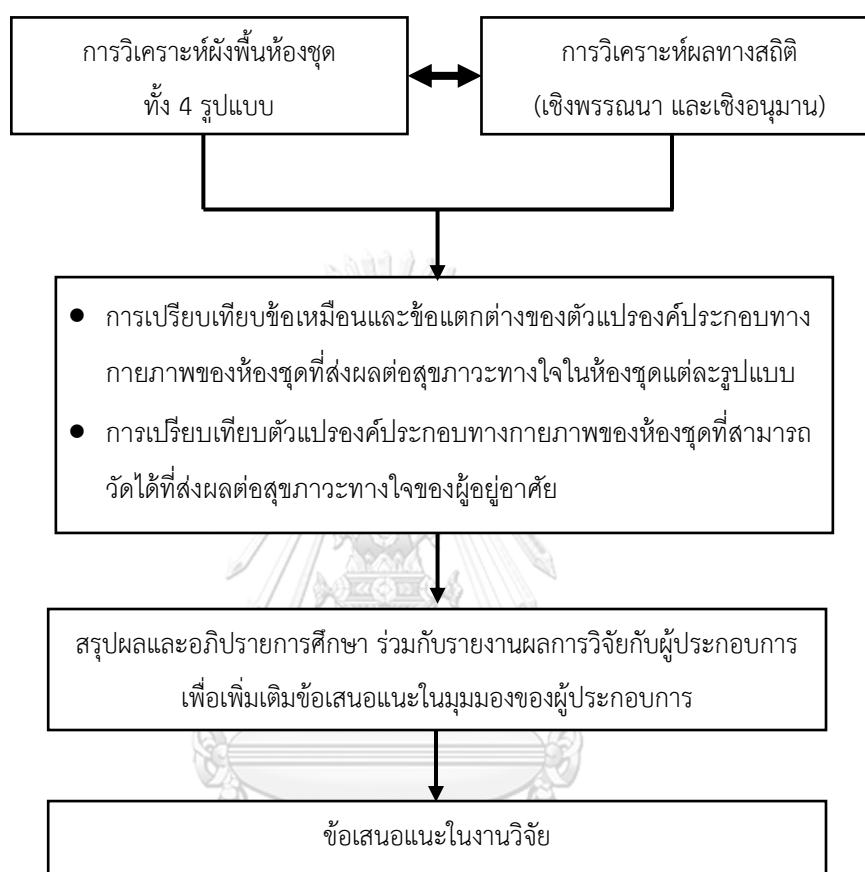 การวิเคราะห์ผังพื้นห้องชุด
ทั้ง 4 รูปแบบ
การวิเคราะห์ผลทางสถิติ
(เชิงพรรณนา และเชิงอนุมาน)
● การเปรียบเทียบข้อเหมือนและข้อแตกต่างของตัวแปรองค์ประกอบทาง
กายภาพของห้องชุดที่ส่งผลต่อสุขภาวะทางใจในห้องชุดแต่ละรูปแบบ
● การเปรียบเทียบตัวแปรองค์ประกอบทางกายภาพของห้องชุดที่สามารถ
วัดได้ที่ส่งผลต่อสุขภาวะทางใจของผู้อยู่อาศัย
สรุปผลและอภิปรายการศึกษา ร่วมกับรายงานผลการวิจัยกับผู้ประกอบการ
เพื่อเพิ่มเติมข้อเสนอแนะในมุมมองของผู้ประกอบการ
ข้อเสนอแนะในงานวิจัย